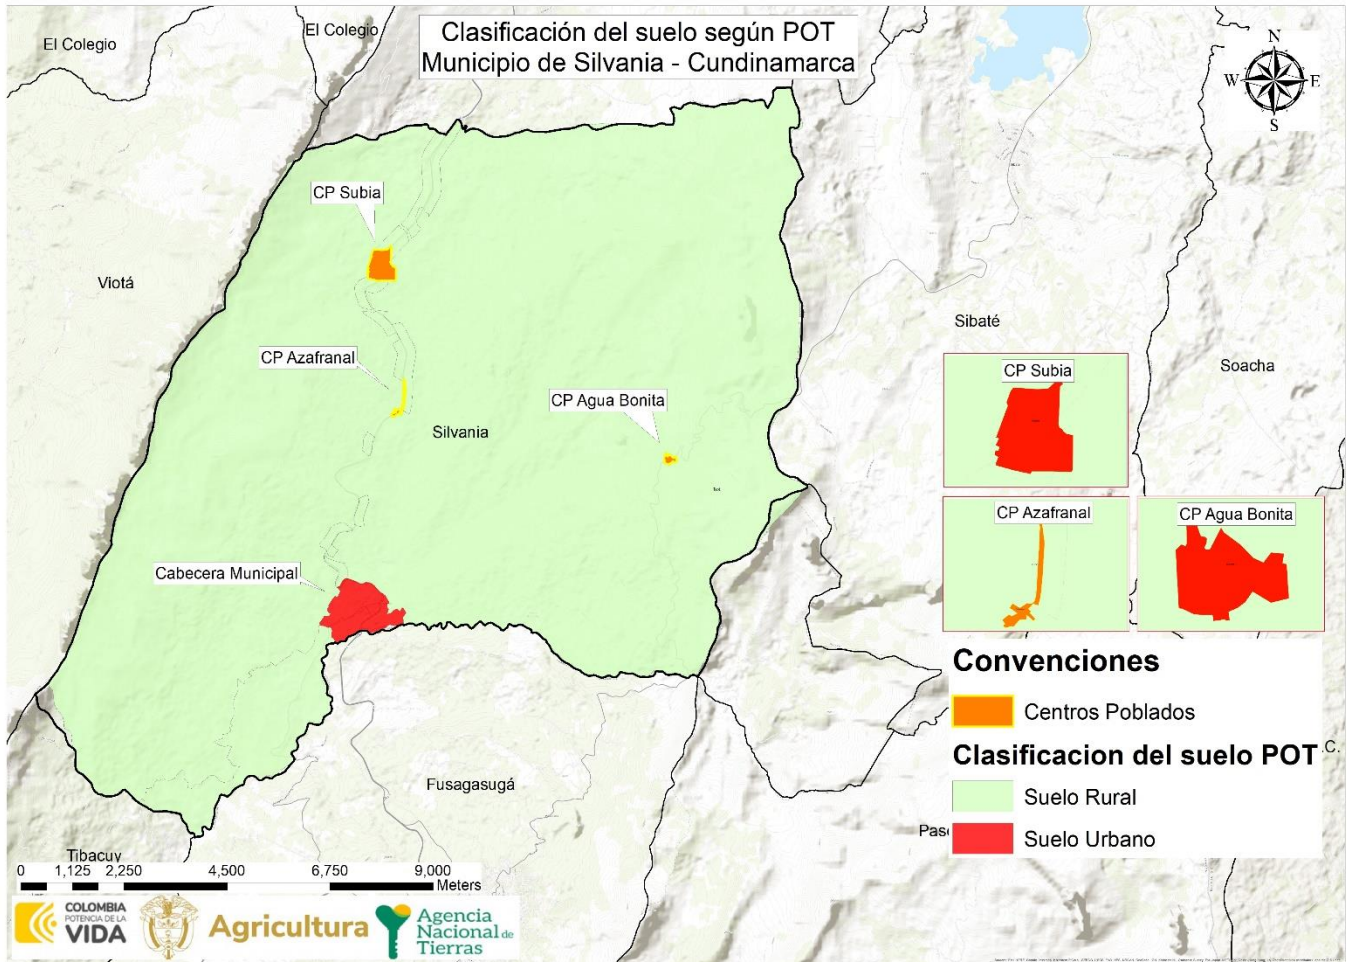 Clasificación del suelo según POT
Municipio de Silvania - Cundinamarca
El Colegio
El Colegio
N
W
E
S
CP Subia
Viotá
Sibaté
Soacha
CP Azafranal
CP Agua Bonita
Silvania
CP Subia
CP Azafranal
CP Agua Bonita
Cabecera Municipal
Convenciones
Centros Poblados
Clasificacion del suelo POT
.C.
Suelo Rural
Suelo Urbano
Fusagasugá
Pas
Tibacuy
0 1,125 2,250 4,500 6,750 9,000
Meters
COLOMBIA
POTENCIA DE LA
VIDA
Agricultura
Agencia
Nacional de
Tierras